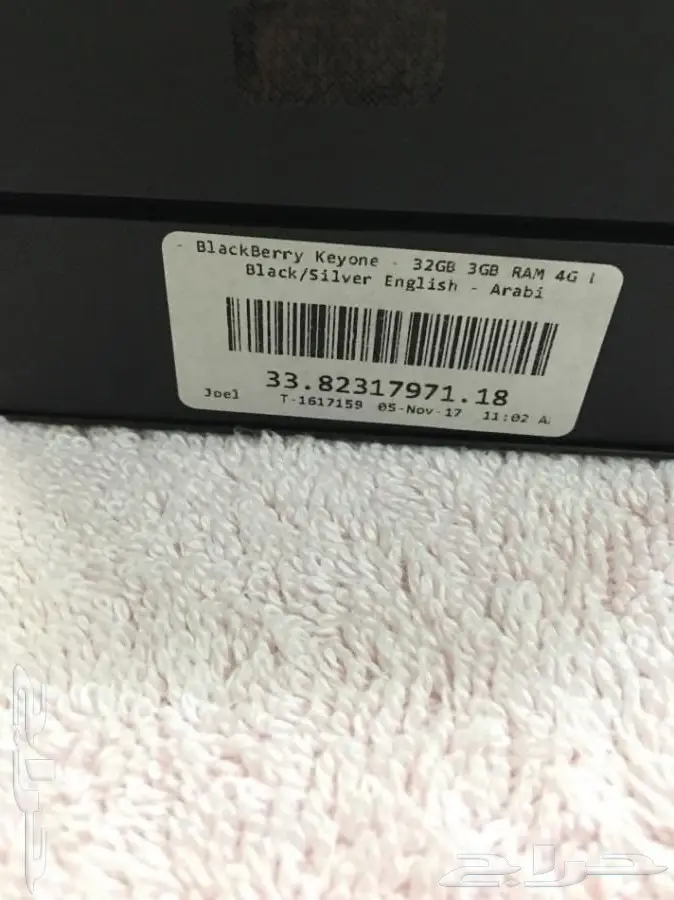 - BlackBerry Keyone - 32GB 3GB RAM 4G
Black/Silver English - Arabi
33.82317971.18
Joel T-1617159 05-Nov-17 11:02 A
حراج
حراج